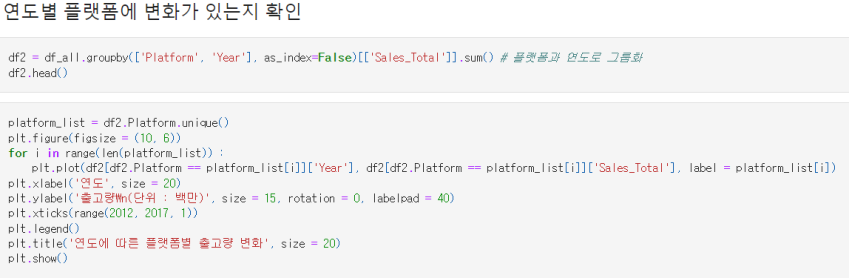 연도별 플랫폼에 변화가 있는지 확인
df2 = df_all.groupby(['Platform', 'Year'], as_index=False)[['Sales_Total']].sum() # 플랫폼과 연도로 그룹화
df2.head()
platform_list = df2.Platform.unique()
plt.figure(figsize = (10, 6))
for i in range(len(platform_list)) :
    plt.plot(df2[df2.Platform == platform_list[i]]['Year'], df2[df2.Platform == platform_list[i]]['Sales_Total'], label = platform_list[i])
plt.xlabel('연도', size = 20)
plt.ylabel('출고량₩n(단위 : 백만)', size = 15, rotation = 0, labelpad = 40)
plt.xticks(range(2012, 2017, 1))
plt.legend()
plt.title('연도에 따른 플랫폼별 출고량 변화', size = 20)
plt.show()